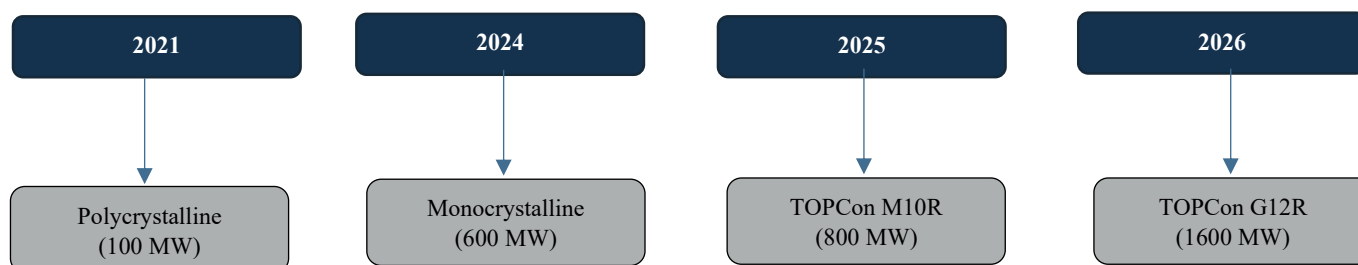 2021
2024
2025
2026
Polycrystalline
(100 MW)
Monocrystalline
(600 MW)
TOPCon M10R
(800 MW)
TOPCon G12R
(1600 MW)